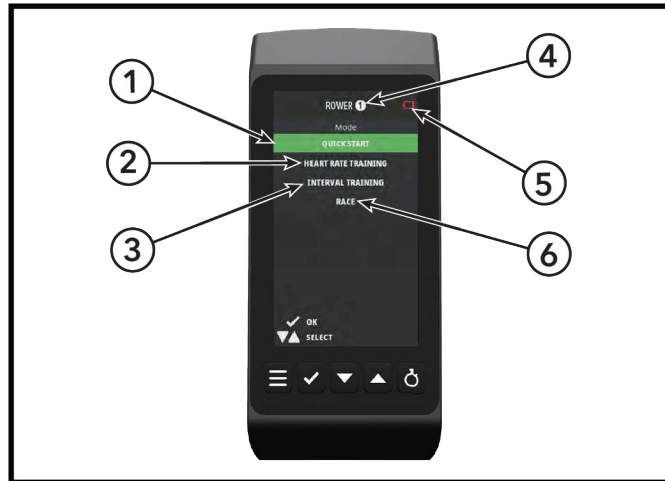 1
4
ROWER 1
Mode
QUICK START
2
HEART RATE TRAINING
5
INTERVAL TRAINING
3
RACE
6
OK
SELECT